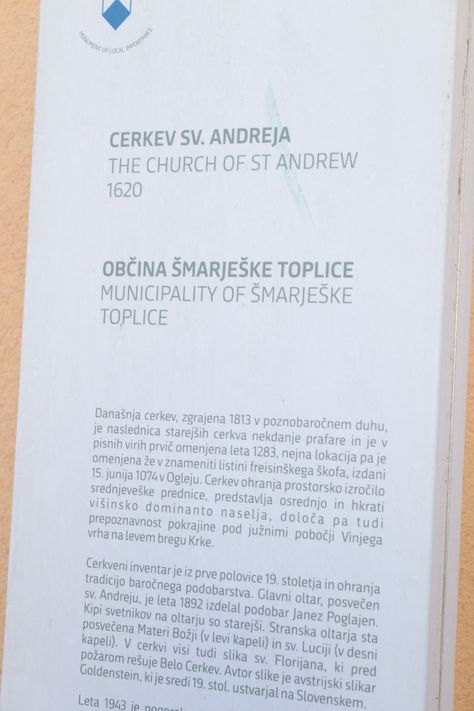 MONUMENT OF LOCAL IMPORTANCE
CERKEV SV. ANDREJA
THE CHURCH OF ST ANDREW
1620
OBČINA ŠMARJEŠKE TOPLICE
MUNICIPALITY OF ŠMARJEŠKE
TOPLICE
Današnja cerkev, zgrajena 1813 v poznobaročnem duhu,
je naslednica starejših cerkva nekdanje prafare in je v
pisnih virih prvič omenjena leta 1283, nejna lokacija pa je
omenjena že v znameniti listini freisinškega škofa, izdani
15. junija 1074 v Ogleju. Cerkev ohranja prostorsko izročilo
srednjeveške prednice, predstavlja osrednjo in hkrati
višinsko dominanto naselja, določa pa tudi
prepoznavnost pokrajine pod južnimi pobočji Vinjega
vrha na levem bregu Krke.
Cerkveni inventar je iz prve polovice 19. stoletja in ohranja
tradicijo baročnega podobarstva. Glavni oltar, posvečen
sv. Andreju, je leta 1892 izdelal podobar Janez Poglajen.
Kipi svetnikov na oltarju so starejši. Stranska oltarja sta
posvečena Materi Božji (v levi kapeli) in sv. Luciji (v desni
kapeli). V cerkvi visi tudi slika sv. Florijana, ki pred
požarom rešuje Belo Cerkev. Avtor slike je avstrijski slikar
Goldenstein, ki je sredi 19. stol. ustvarjal na Slovenskem.
Leta 1943 je